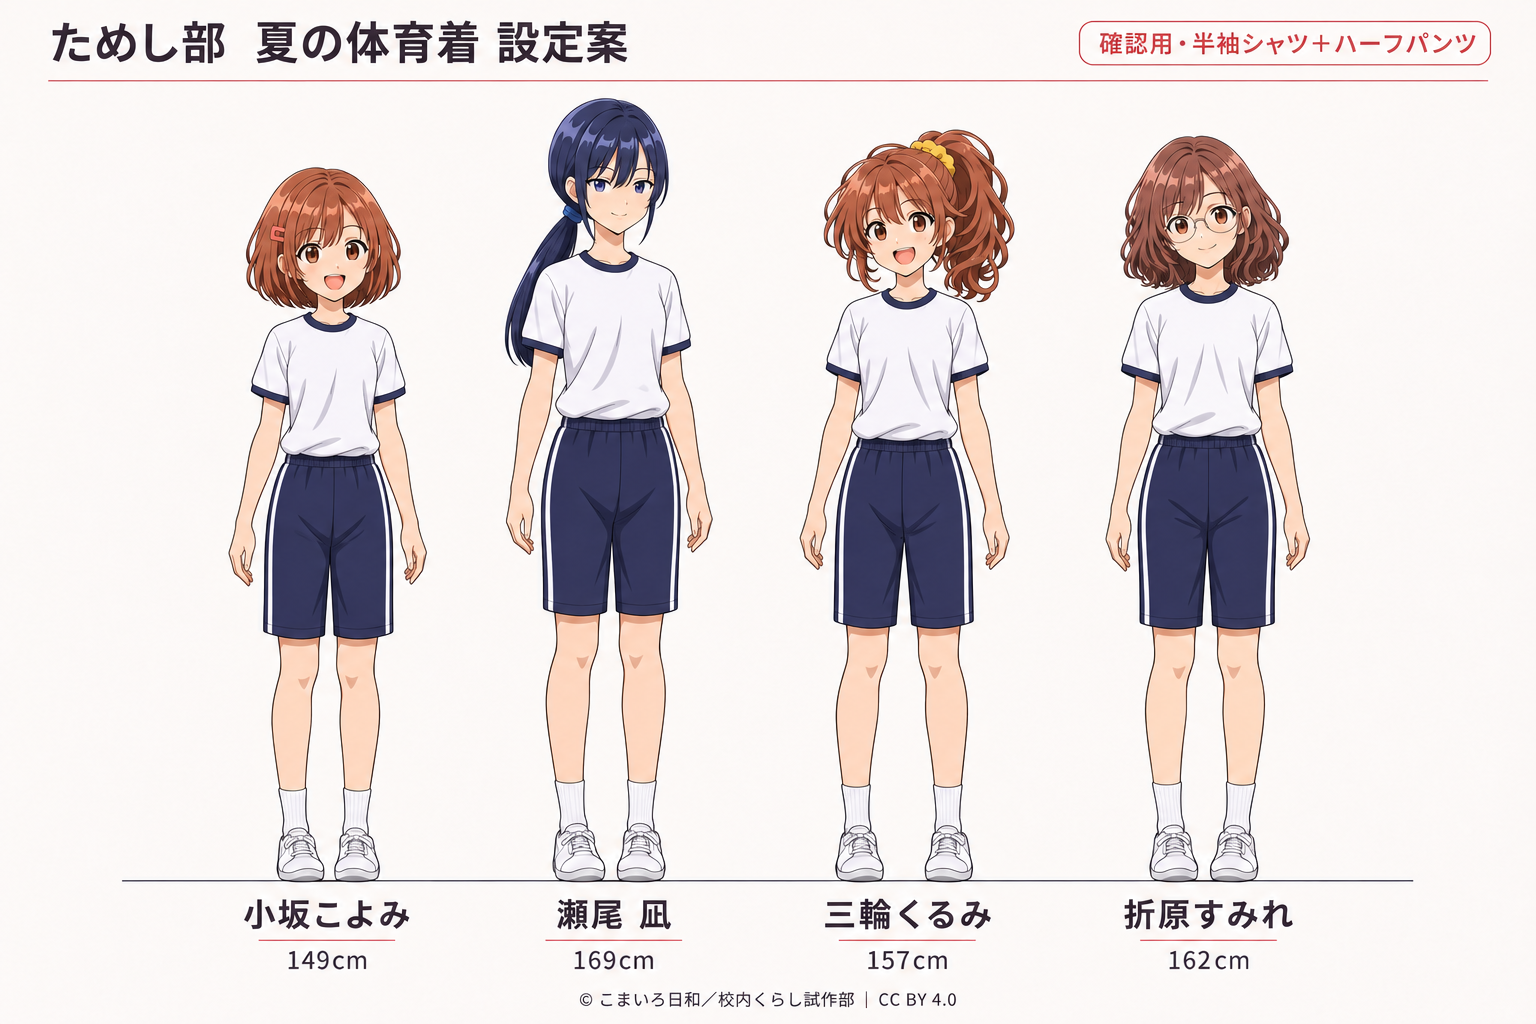 ためし部 夏の体育着 設定案
確認用・半袖シャツ＋ハーフパンツ
小坂こよみ
149cm
瀬尾 凪
169cm
三輪くるみ
157cm
折原すみれ
162cm
© こまいろ日和／校内くらし試作部｜CC BY 4.0